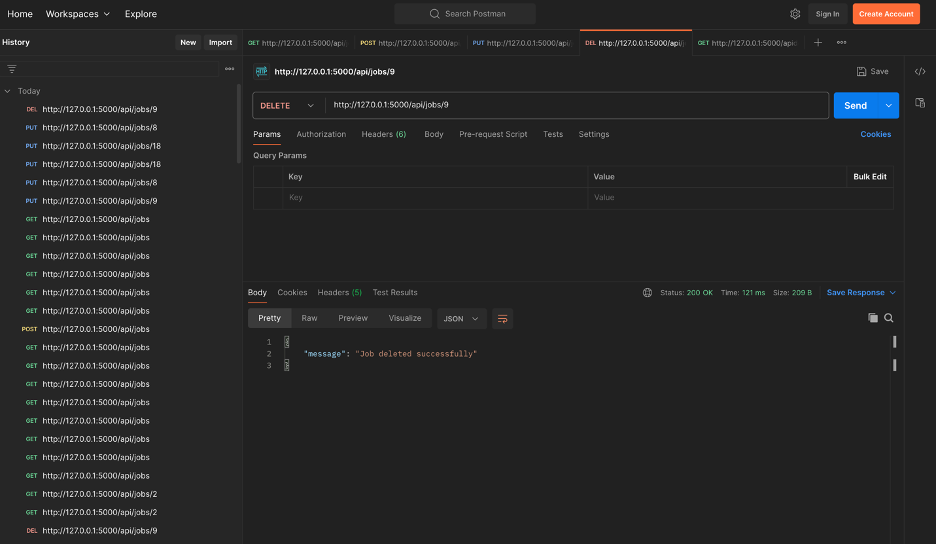 Home Workspaces Explore Search Postman Sign In Create Account
History New Import
Today
DEL http://127.0.0.1:5000/api/jobs/9
PUT http://127.0.0.1:5000/api/jobs/8
PUT http://127.0.0.1:5000/api/jobs/18
PUT http://127.0.0.1:5000/api/jobs/18
PUT http://127.0.0.1:5000/api/jobs/8
PUT http://127.0.0.1:5000/api/jobs/9
GET http://127.0.0.1:5000/api/jobs
GET http://127.0.0.1:5000/api/jobs
GET http://127.0.0.1:5000/api/jobs
GET http://127.0.0.1:5000/api/jobs
GET http://127.0.0.1:5000/api/jobs
GET http://127.0.0.1:5000/api/jobs
POST http://127.0.0.1:5000/api/jobs
GET http://127.0.0.1:5000/api/jobs
GET http://127.0.0.1:5000/api/jobs
GET http://127.0.0.1:5000/api/jobs
GET http://127.0.0.1:5000/api/jobs
GET http://127.0.0.1:5000/api/jobs
GET http://127.0.0.1:5000/api/jobs
GET http://127.0.0.1:5000/api/jobs
GET http://127.0.0.1:5000/api/jobs
GET http://127.0.0.1:5000/api/jobs/2
GET http://127.0.0.1:5000/api/jobs/2
DEL http://127.0.0.1:5000/api/jobs/9
GET http://127.0.0.1:5000/api/ POST http://127.0.0.1:5000/ap PUT http://127.0.0.1:5000/api/ DEL http://127.0.0.1:5000/api/j GET http://127.0.0.1:5000/api
HTTP http://127.0.0.1:5000/api/jobs/9 Save
DELETE http://127.0.0.1:5000/api/jobs/9 Send
Params Authorization Headers (6) Body Pre-request Script Tests Settings Cookies
Query Params
Key Value Bulk Edit
Key Value
Body Cookies Headers (5) Test Results Status: 200 OK Time: 121 ms Size: 209 B Save Response
Pretty Raw Preview Visualize JSON
1 {
2 "message": "Job deleted successfully"
3 }